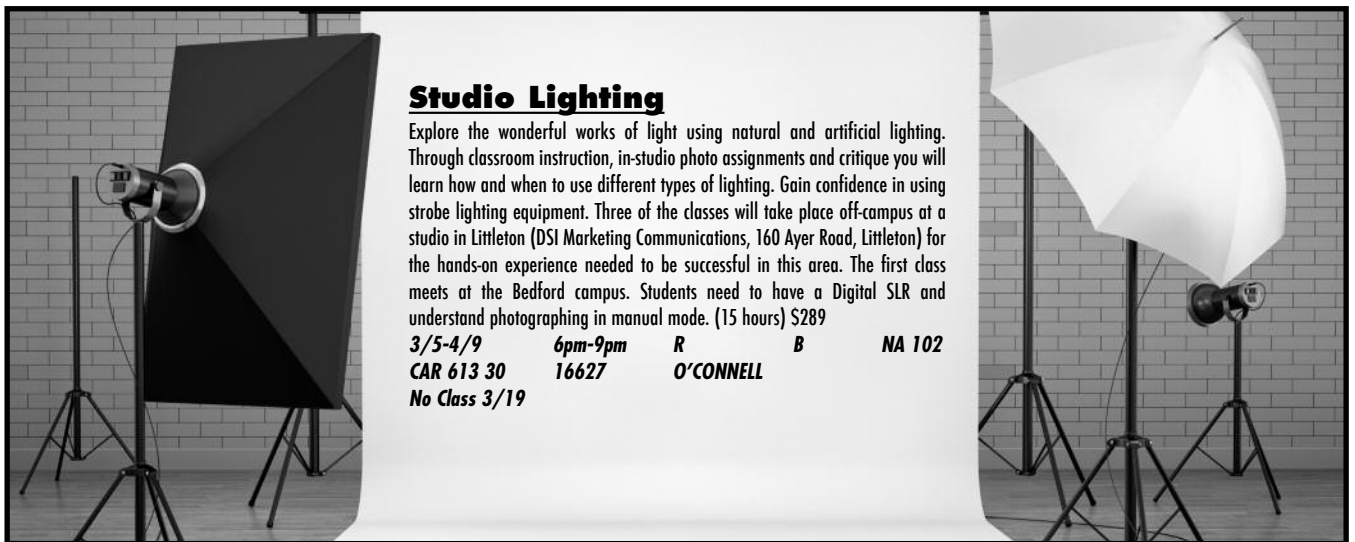 Studio Lighting
Explore the wonderful works of light using natural and artificial lighting.
Through classroom instruction, in-studio photo assignments and critique you will
learn how and when to use different types of lighting. Gain confidence in using
strobe lighting equipment. Three of the classes will take place off-campus at a
studio in Littleton (DSI Marketing Communications, 160 Ayer Road, Littleton) for
the hands-on experience needed to be successful in this area. The first class
meets at the Bedford campus. Students need to have a Digital SLR and
understand photographing in manual mode. (15 hours) $289
3/5-4/9 6pm-9pm R B NA 102
CAR 613 30 16627 O’CONNELL
No Class 3/19